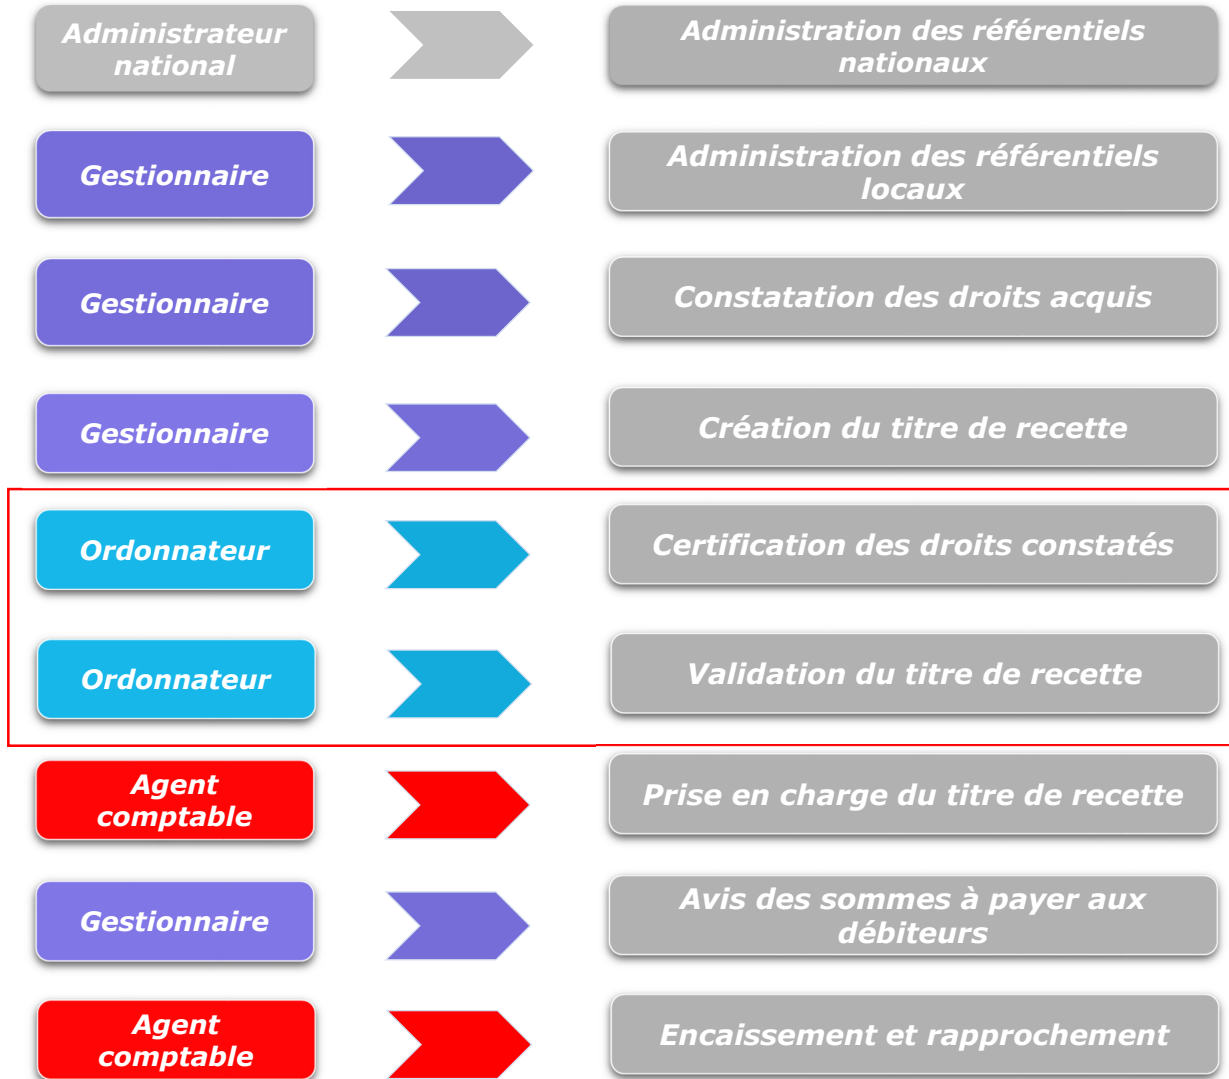 Administrateur
national
Administration des référentiels
nationaux
Gestionnaire
Administration des référentiels
locaux
Gestionnaire
Constatation des droits acquis
Gestionnaire
Création du titre de recette
Ordonnateur
Certification des droits constatés
Ordonnateur
Validation du titre de recette
Agent
comptable
Prise en charge du titre de recette
Gestionnaire
Avis des sommes à payer aux
débiteurs
Agent
comptable
Encaissement et rapprochement